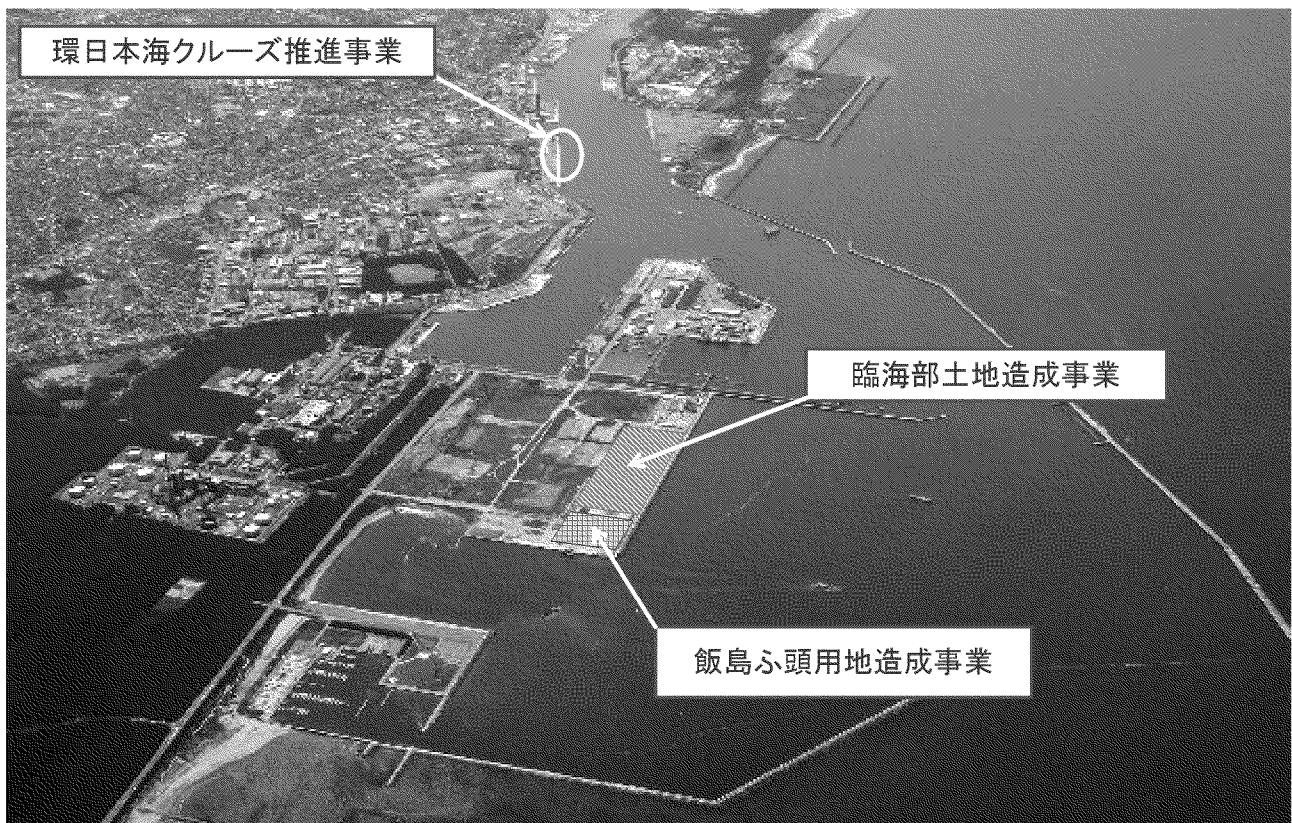 環日本海クルーズ推進事業
臨海部土地造成事業
飯島ふ頭用地造成事業